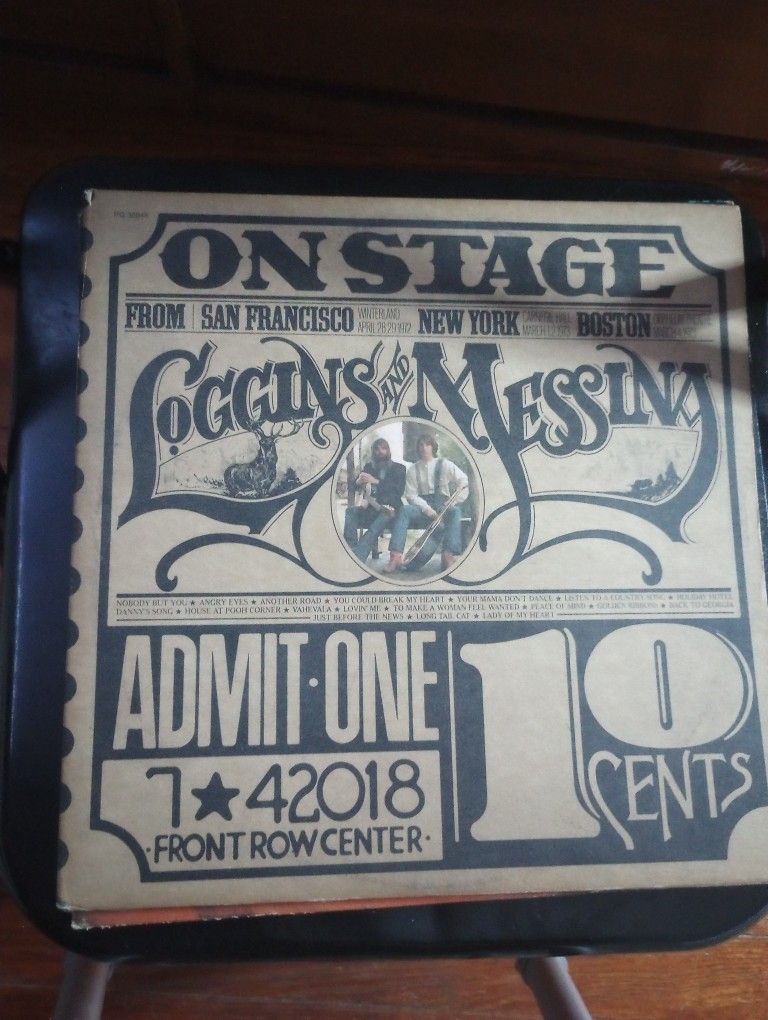 ON STAGE
FROM SAN FRANCISCO WINTERLAND APRIL 28 29 1972 NEW YORK CARNEGIE HALL BOSTON
LOGGINS AND MESSINA
NOBODY BUT YOU ★ ANGRY EYES ★ ANOTHER ROAD ★ YOU COULD BREAK MY HEART ★ YOUR MAMA DON'T DANCE ★ LISTEN TO A COUNTRY SONG ★ HOLIDAY HOTEL
DANNY'S SONG ★ HOUSE AT POOH CORNER ★ VAHEVALA ★ LOVIN' ME ★ TO MAKE A WOMAN FEEL WANTED ★ PEACE OF MIND ★ GOLDEN RIBBONS ★ BACK TO GEORGIA
JUST BEFORE THE NEWS ★ LONG TAIL CAT ★ LADY OF MY HEART
ADMIT·ONE
10
CENTS
7★42018
·FRONT ROW CENTER·